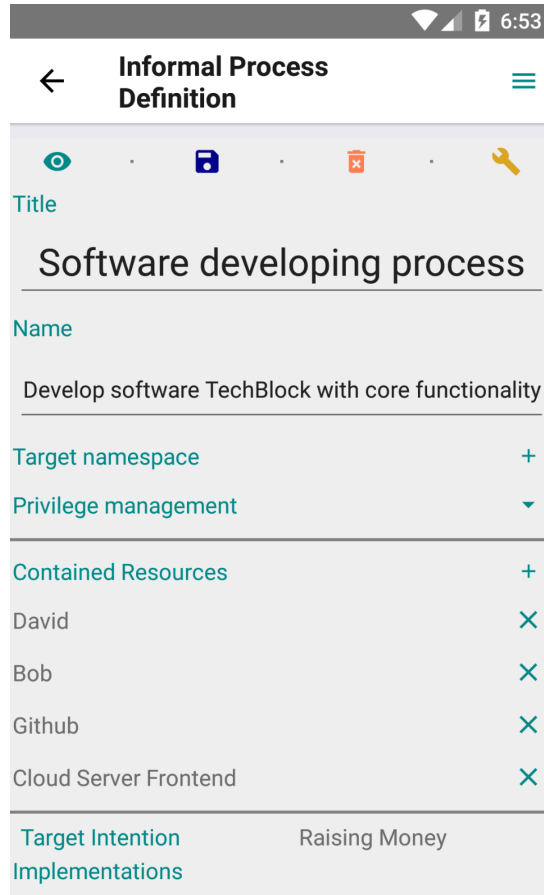 6:53
Informal Process
Definition
Title
Software developing process
Name
Develop software TechBlock with core functionality
Target namespace +
Privilege management
Contained Resources +
David
Bob
Github
Cloud Server Frontend
Target Intention Raising Money
Implementations